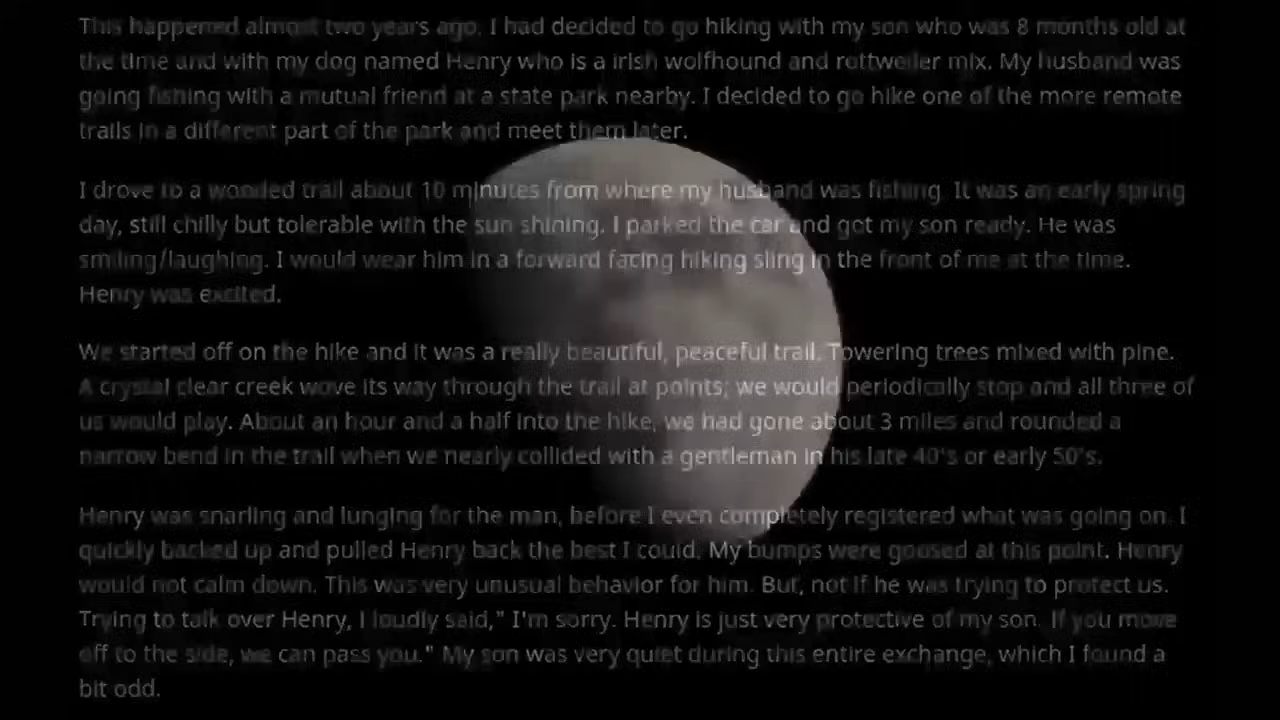 This happened almost two years ago. I had decided to go hiking with my son who was 8 months old at
the time and with my dog named Henry who is a irish wolfhound and rottweiler mix. My husband was
going fishing with a mutual friend at a state park nearby. I decided to go hike one of the more remote
trails in a different part of the park and meet them later.
I drove to a wooded trail about 10 minutes from where my husband was fishing. It was an early spring
day, still chilly but tolerable with the sun shining. I parked the car and got my son ready. He was
smiling/laughing. I would wear him in a forward facing hiking sling in the front of me at the time.
Henry was excited.
We started off on the hike and it was a really beautiful, peaceful trail. Towering trees mixed with pine.
A crystal clear creek wove its way through the trail at points; we would periodically stop and all three of
us would play. About an hour and a half into the hike, we had gone about 3 miles and rounded a
narrow bend in the trail when we nearly collided with a gentleman in his late 40's or early 50's.
Henry was snarling and lunging for the man, before I even completely registered what was going on. I
quickly backed up and pulled Henry back the best I could. My bumps were goosed at this point. Henry
would not calm down. This was very unusual behavior for him. But, not if he was trying to protect us.
Trying to talk over Henry, I loudly said," I'm sorry. Henry is just very protective of my son. If you move
off to the side, we can pass you." My son was very quiet during this entire exchange, which I found a
bit odd.